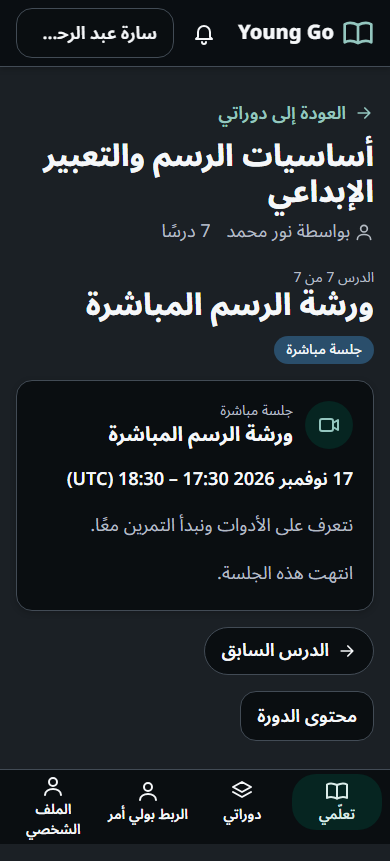 Young Go
سارة عبد الرحـ...
العودة إلى دوراتي
أساسيات الرسم والتعبير
الإبداعي
بواسطة نور محمد 7 درسًا
الدرس 7 من 7
ورشة الرسم المباشرة
جلسة مباشرة
جلسة مباشرة
ورشة الرسم المباشرة
17 نوفمبر 2026 17:30 – 18:30 (UTC)
نتعرف على الأدوات ونبدأ التمرين معًا.
انتهت هذه الجلسة.
الدرس السابق
محتوى الدورة
تعلّمي
دوراتي
الربط بولي أمر
الملف
الشخصي